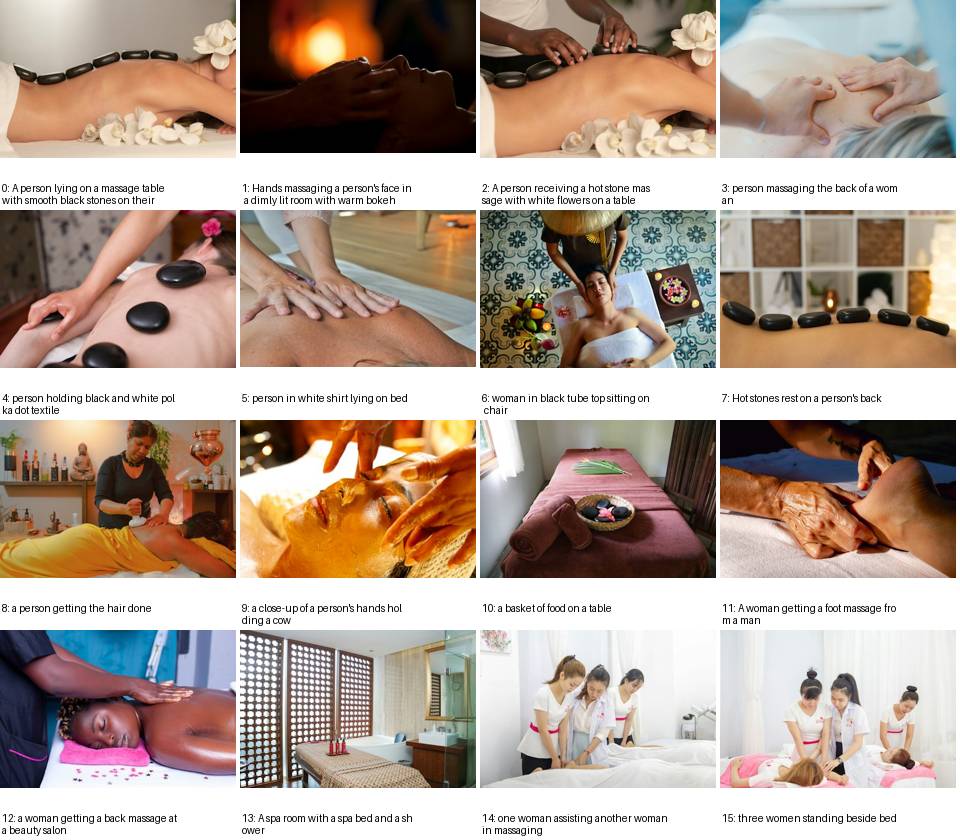 0: A person lying on a massage table
with smooth black stones on their
1: Hands massaging a person's face in
a dimly lit room with warm bokeh
2: A person receiving a hot stone mas
sage with white flowers on a table
3: person massaging the back of a wom
an
4: person holding black and white pol
ka dot textile
5: person in white shirt lying on bed
6: woman in black tube top sitting on
chair
7: Hot stones rest on a person's back
8: a person getting the hair done
9: a close-up of a person's hands hol
ding a cow
10: a basket of food on a table
11: A woman getting a foot massage fro
m a man
12: a woman getting a back massage at
a beauty salon
13: A spa room with a spa bed and a sh
ower
14: one woman assisting another woman
in massaging
15: three women standing beside bed